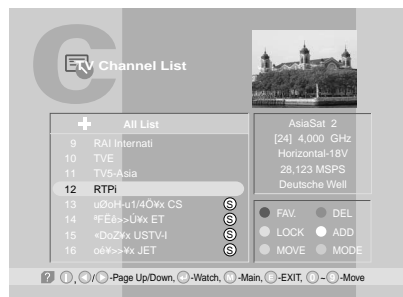 TV Channel List
All List
9 RAI Internati
10 TVE
11 TV5-Asia
12 RTPi
13 uØoH-u1/4Ö¥x CS Ⓢ
14 ªFÈê>>Ú¥x ET Ⓢ
15 «DoZ¥x USTV-I Ⓢ
16 oé¥>>¥x JET Ⓢ
AsiaSat 2
[24] 4,000 GHz
Horizontal-18V
28,123 MSPS
Deutsche Well
FAV. DEL
LOCK ADD
MOVE MODE
-Page Up/Down, -Watch, M-Main, E-EXIT, 0~S-Move